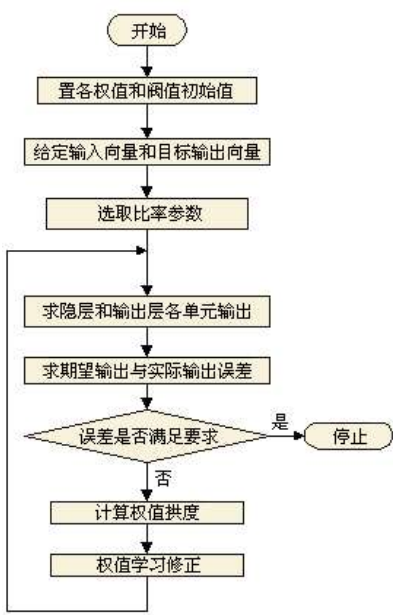 开始
置各权值和阀值初始值
给定输入向量和目标输出向量
选取比率参数
求隐层和输出层各单元输出
求期望输出与实际输出误差
误差是否满足要求
是
停止
否
计算权值拱度
权值学习修正